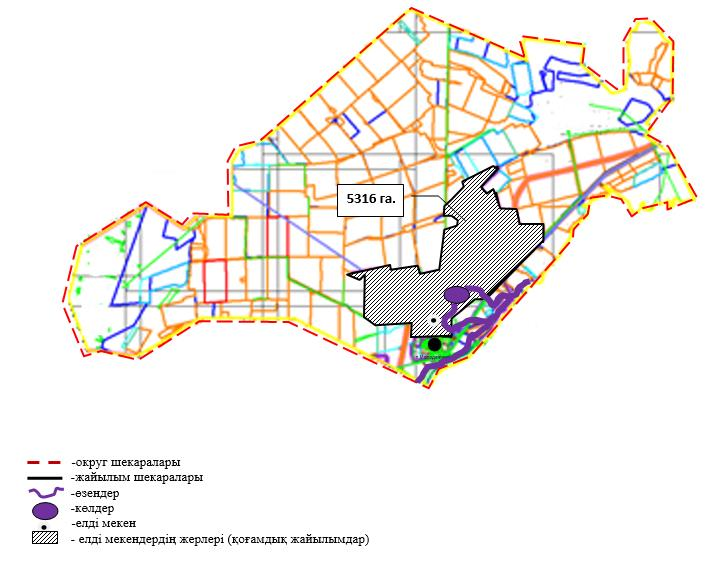 5316 га.
-округ шекаралары
-жайылым шекаралары
-өзендер
-көлдер
-елді мекен
- елді мекендердің жерлері (қоғамдық жайылымдар)